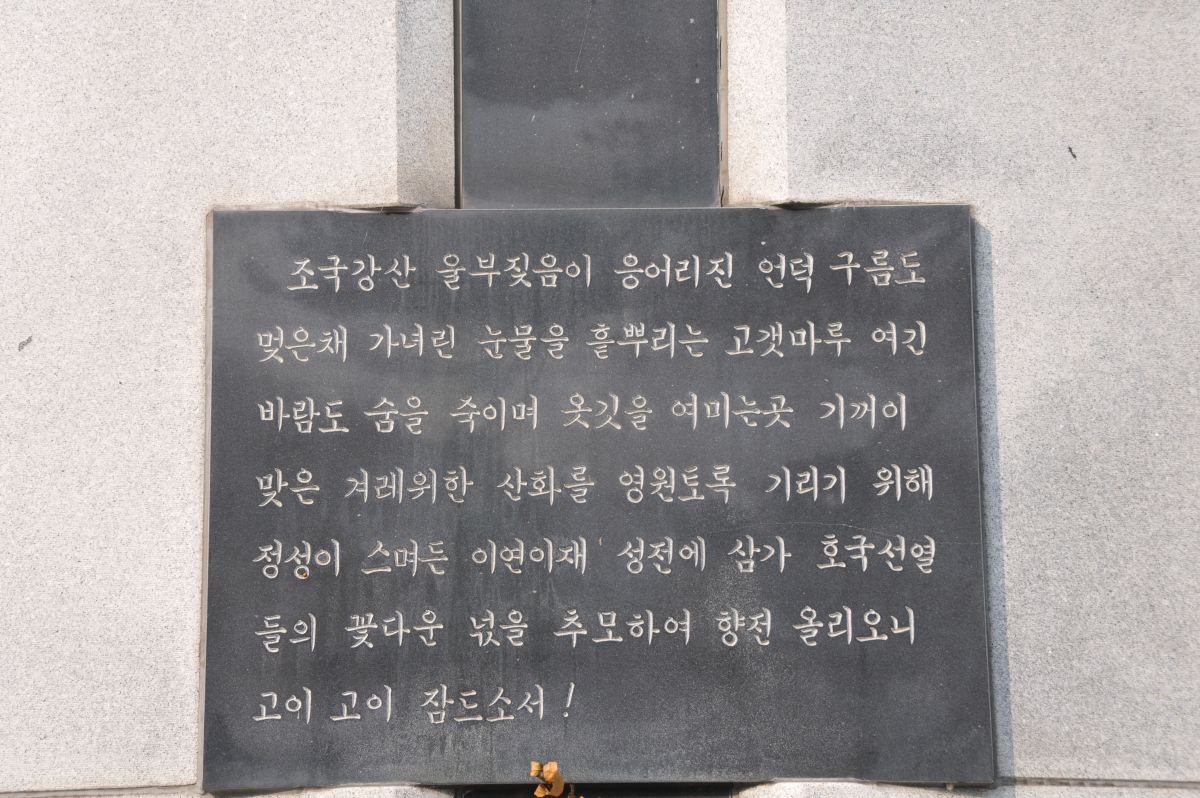 조국강산 울부짖음이 응어리진 언덕 구름도
멎은채 가녀린 눈물을 흩뿌리는 고갯마루 여긴
바람도 숨을 죽이며 옷깃을 여미는곳 기꺼이
맞은 겨레위한 산화를 영원토록 기리기 위해
정성이 스며든 이연이재 성전에 삼가 호국선열
들의 꽃다운 넋을 추모하여 향전 올리오니
고이 고이 잠드소서!